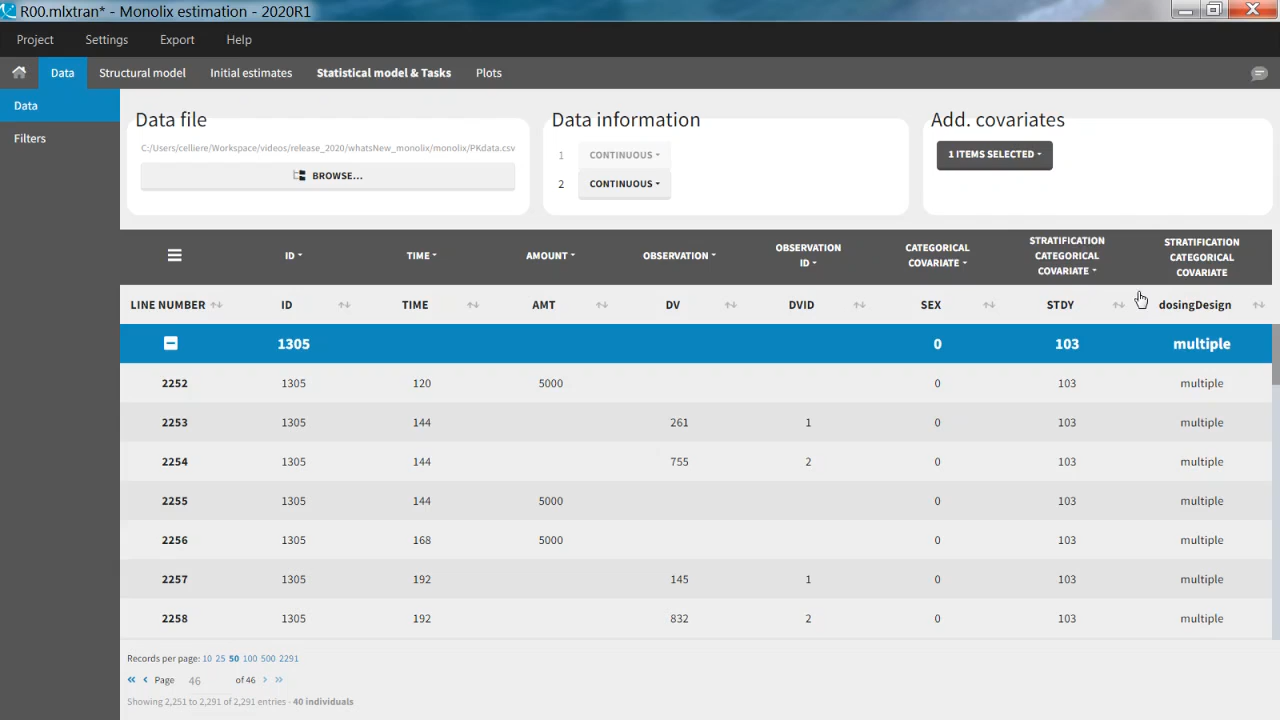 R00.mlxtran* - Monolix estimation - 2020R1
Project Settings Export Help
Data Structural model Initial estimates Statistical model & Tasks Plots
Data
Filters
Data file
C:/Users/celliere/Workspace/videos/release_2020/whatsNew_monolix/monolix/PKdata.csv
BROWSE...
Data information
1 CONTINUOUS
2 CONTINUOUS
Add. covariates
1 ITEMS SELECTED
ID TIME AMOUNT OBSERVATION OBSERVATION ID CATEGORICAL COVARIATE STRATIFICATION CATEGORICAL COVARIATE STRATIFICATION CATEGORICAL COVARIATE
LINE NUMBER ID TIME AMT DV DVID SEX STDY dosingDesign
1305 0 103 multiple
2252 1305 120 5000 0 103 multiple
2253 1305 144 261 1 0 103 multiple
2254 1305 144 755 2 0 103 multiple
2255 1305 144 5000 0 103 multiple
2256 1305 168 5000 0 103 multiple
2257 1305 192 145 1 0 103 multiple
2258 1305 192 832 2 0 103 multiple
Records per page: 10 25 50 100 500 2291
Page 46 of 46
Showing 2,251 to 2,291 of 2,291 entries - 40 individuals